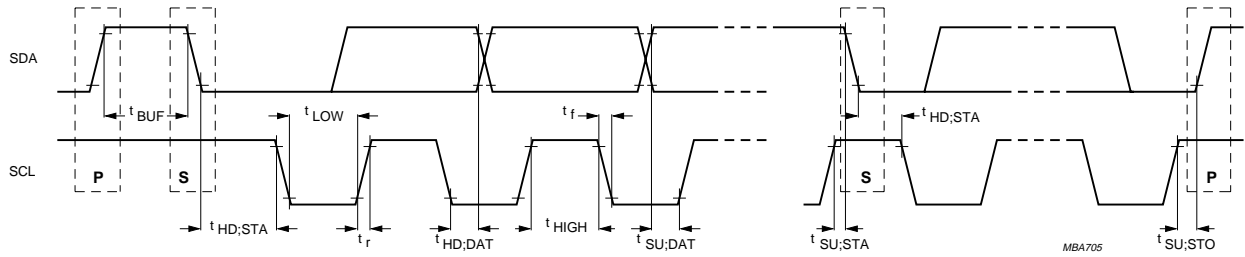 SDA
t BUF
t LOW
t f
t HD;STA
SCL
P
S
S
P
t HD;STA
t r
t HD;DAT
t HIGH
t SU;DAT
t SU;STA
MBA705
t SU;STO